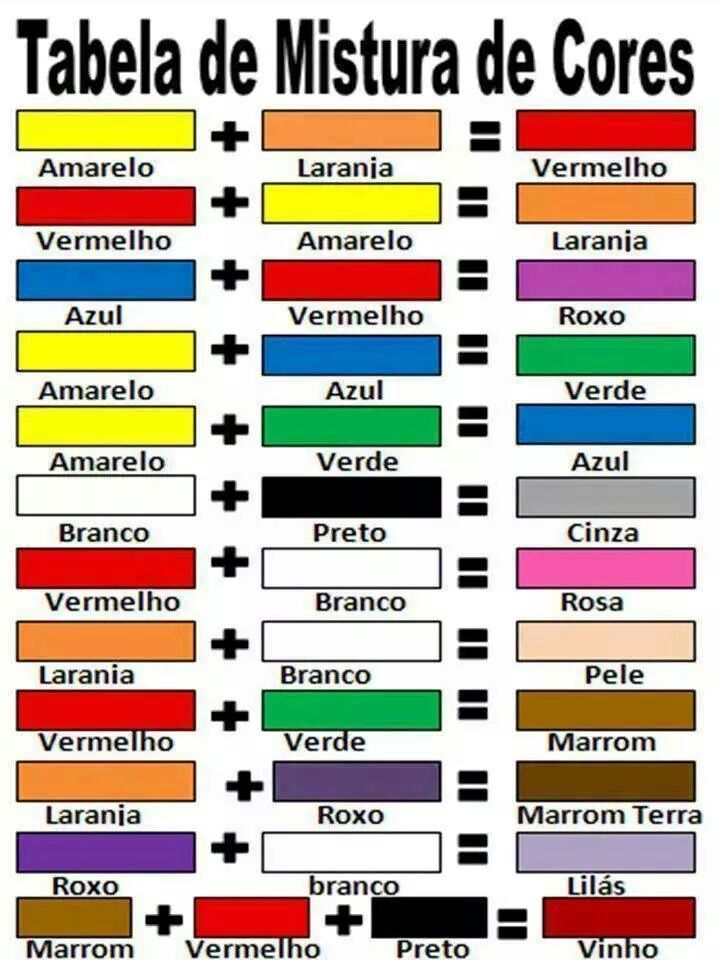 Tabela de Mistura de Cores
+ =
Amarelo Laranja Vermelho
+ =
Vermelho Amarelo Laranja
+ =
Azul Vermelho Roxo
+ =
Amarelo Azul Verde
+ =
Amarelo Verde Azul
+ =
Branco Preto Cinza
+ =
Vermelho Branco Rosa
+ =
Larania Branco Pele
+ =
Vermelho Verde Marrom
+ =
Laranja Roxo Marrom Terra
+ =
Roxo branco Lilás
+ + =
Marrom Vermelho Preto Vinho